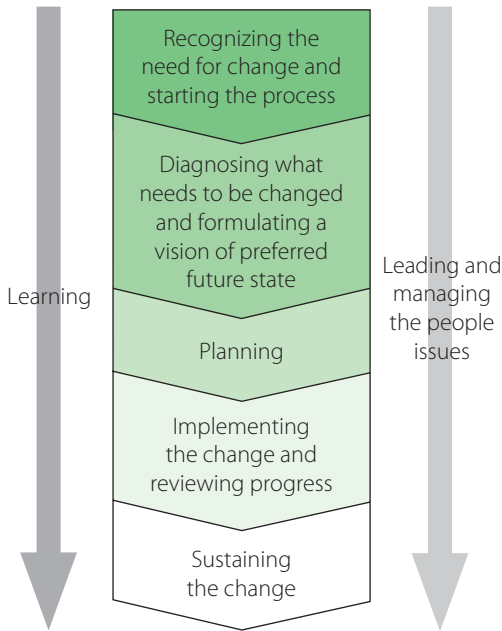 Recognizing the
need for change and
starting the process
Diagnosing what
needs to be changed
and formulating a
vision of preferred
future state
Learning
Leading and
managing
the people
issues
Planning
Implementing
the change and
reviewing progress
Sustaining
the change